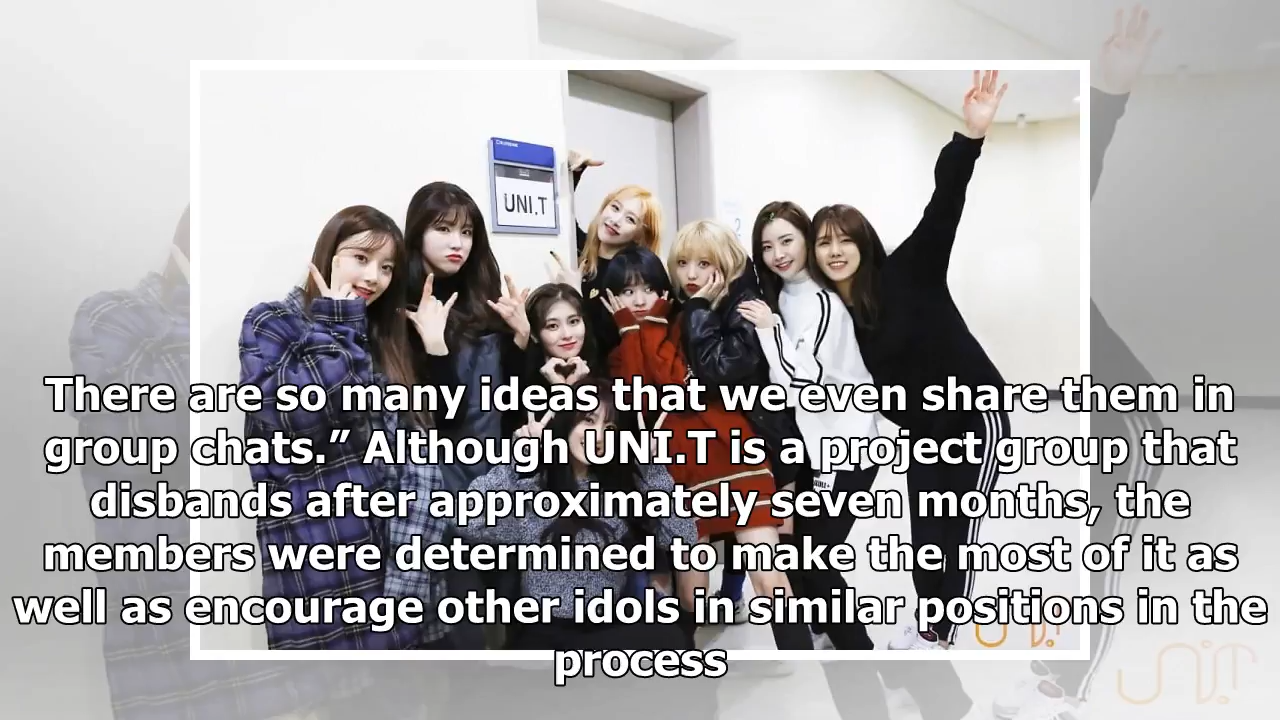 UNI.T
There are so many ideas that we even share them in
group chats.” Although UNI.T is a project group that
disbands after approximately seven months, the
members were determined to make the most of it as
well as encourage other idols in similar positions in the
process
UNI.T
UNI.T